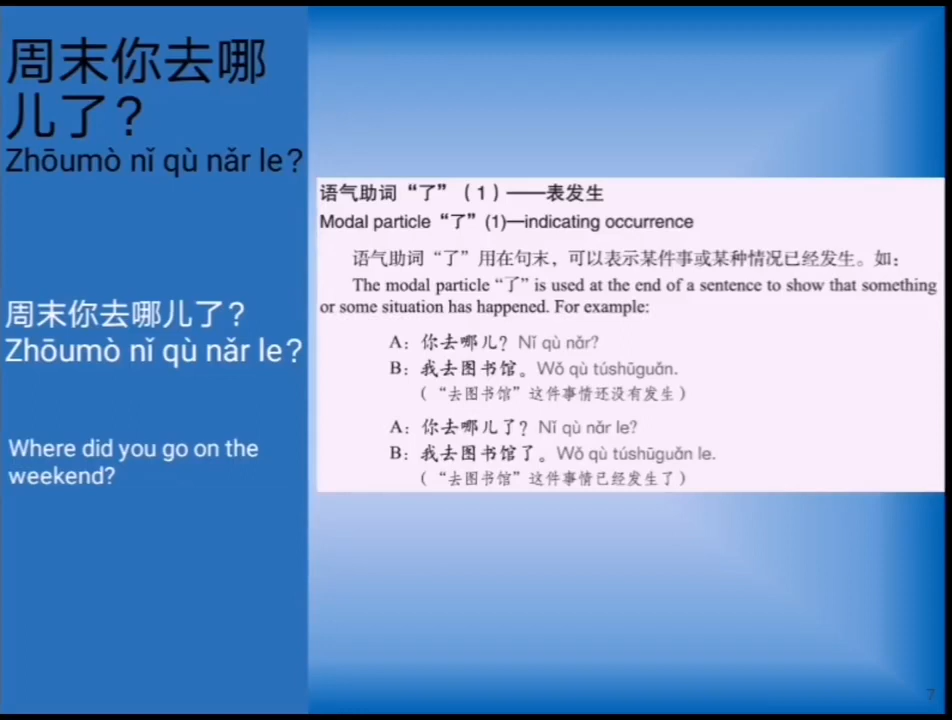 周末你去哪
儿了？
Zhōumò nǐ qù nǎr le?
周末你去哪儿了？
Zhōumò nǐ qù nǎr le?
Where did you go on the
weekend?
语气助词“了”（1）——表发生
Modal particle “了” (1)—indicating occurrence
语气助词“了”用在句末，可以表示某件事或某种情况已经发生。如：
The modal particle “了” is used at the end of a sentence to show that something
or some situation has happened. For example:
A：你去哪儿？ Nǐ qù nǎr?
B：我去图书馆。 Wǒ qù túshūguǎn.
（“去图书馆”这件事情还没有发生）
A：你去哪儿了？ Nǐ qù nǎr le?
B：我去图书馆了。 Wǒ qù túshūguǎn le.
（“去图书馆”这件事情已经发生了）
7